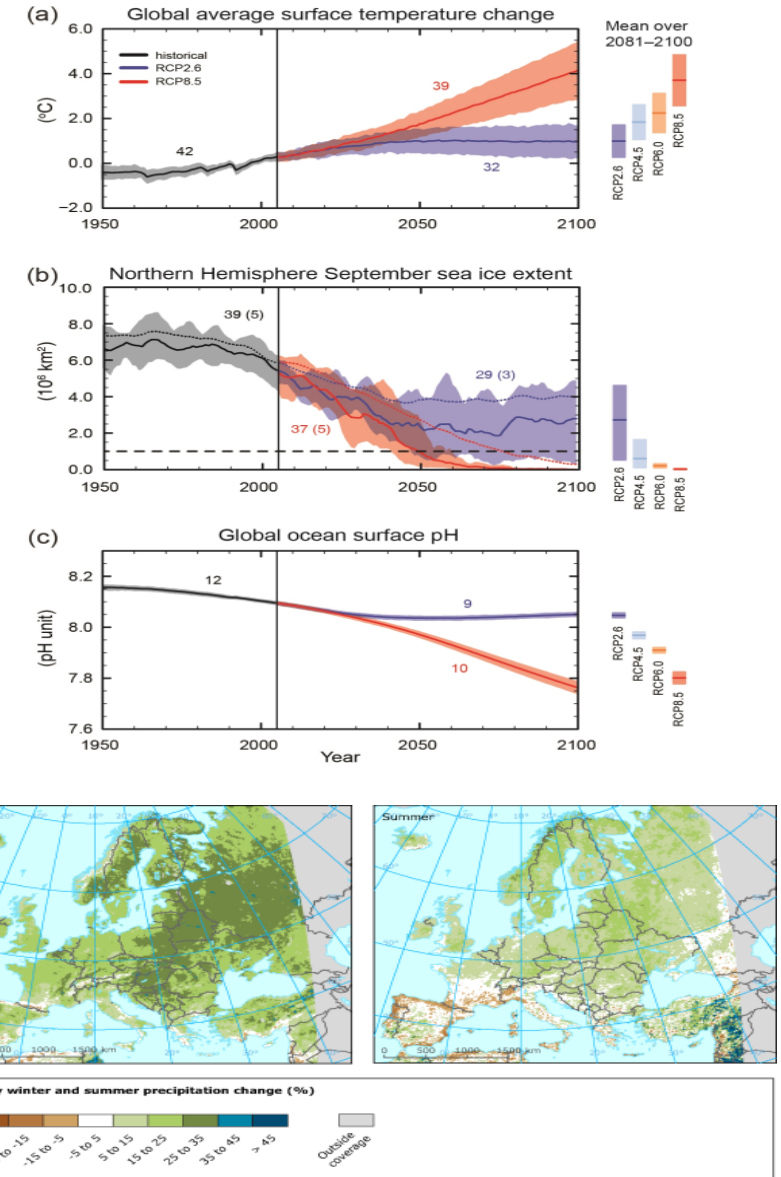 (a) Global average surface temperature change
Mean over
2081–2100
6.0
4.0
2.0
0.0
−2.0
(°C)
historical
RCP2.6
RCP8.5
42
39
32
1950 2000 2050 2100
RCP2.6
RCP4.5
RCP6.0
RCP8.5
(b) Northern Hemisphere September sea ice extent
10.0
8.0
6.0
4.0
2.0
0.0
(10⁶ km²)
39 (5)
29 (3)
37 (5)
1950 2000 2050 2100
RCP2.6
RCP4.5
RCP6.0
RCP8.5
(c) Global ocean surface pH
8.2
8.0
7.8
7.6
(pH unit)
12
9
10
1950 2000 2050 2100
Year
RCP2.6
RCP4.5
RCP6.0
RCP8.5
Summer
1000 1500 km
0 500 1000 1500 km
winter and summer precipitation change (%)
to -15
-15 to -5
-5 to 5
5 to 15
15 to 25
25 to 35
35 to 45
> 45
Outside
coverage